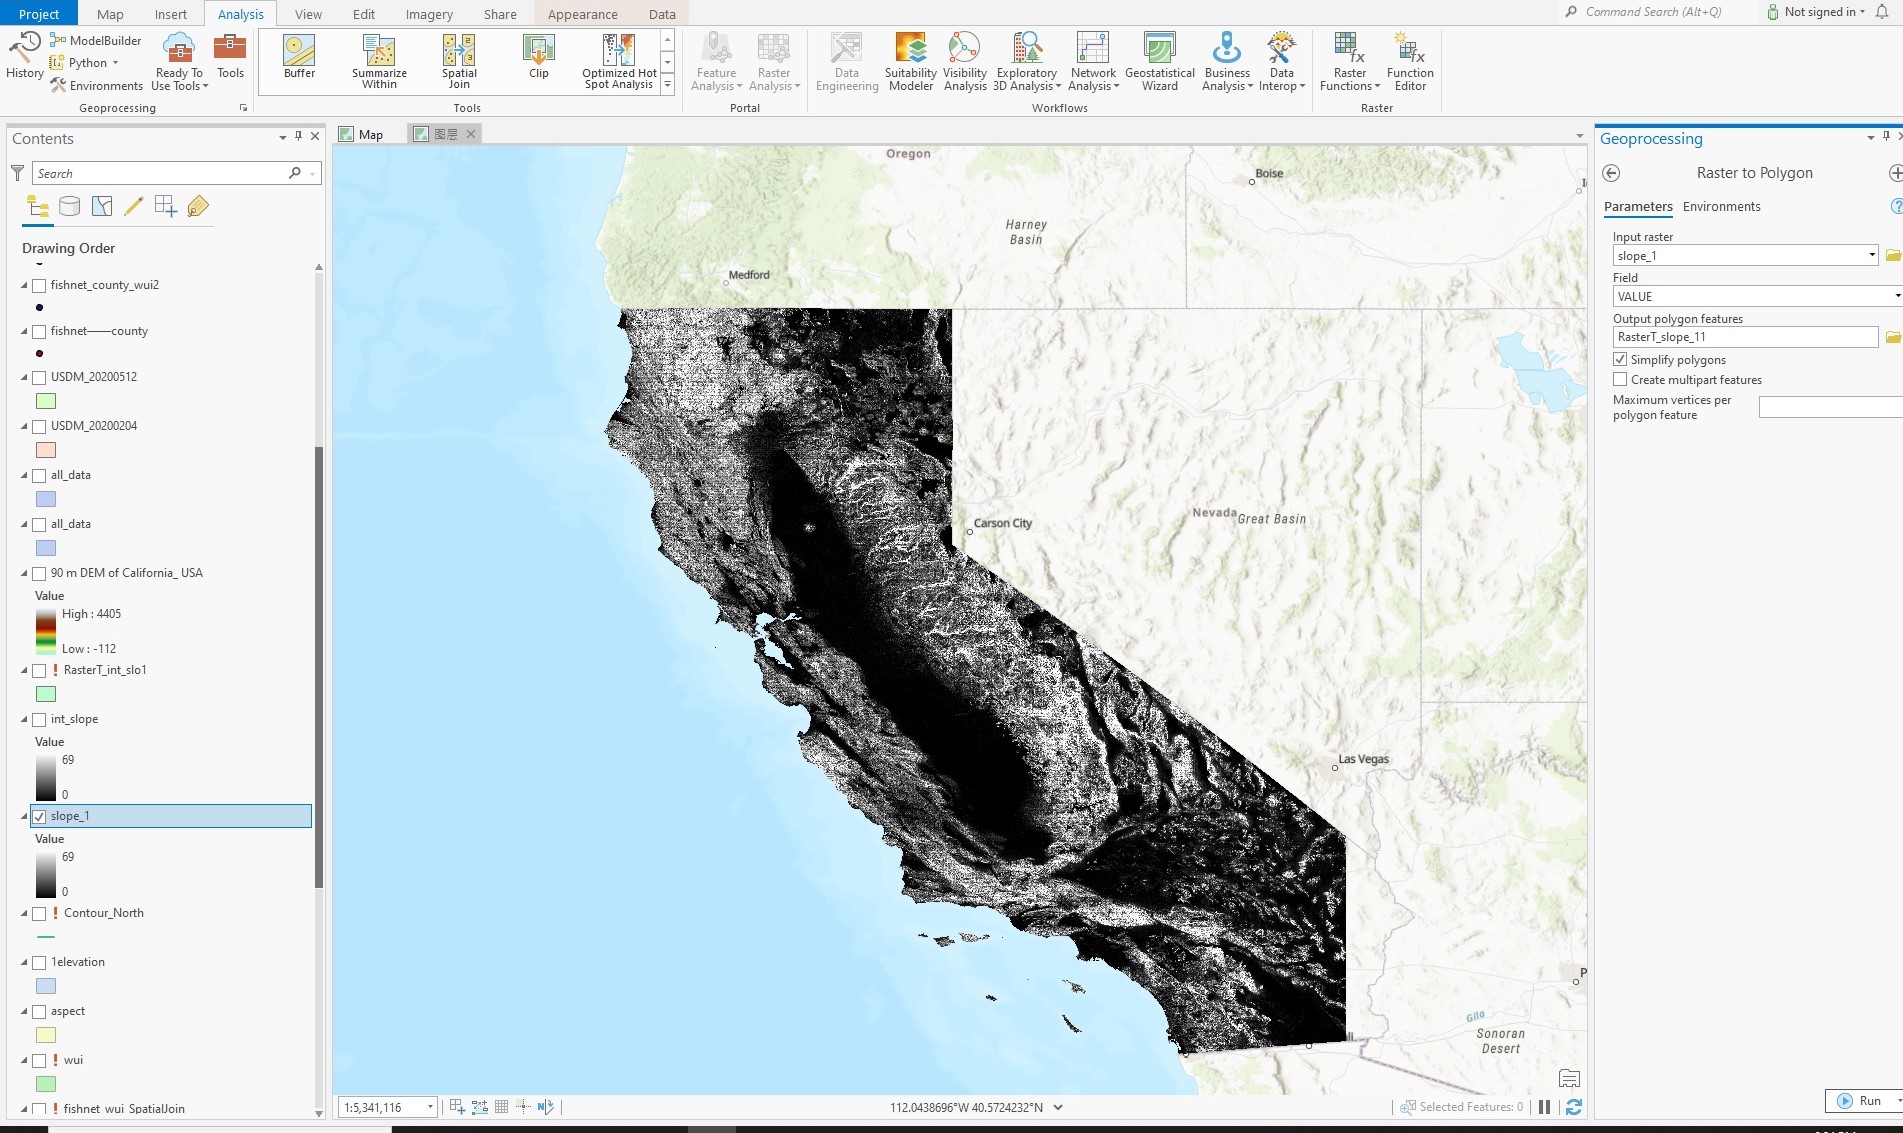 Project Map Insert Analysis View Edit Imagery Share Appearance Data
Command Search (Alt+Q) Not signed in
History ModelBuilder Python Environments Ready To Use Tools Tools
Geoprocessing
Buffer Summarize Within Spatial Join Clip Optimized Hot Spot Analysis
Tools
Feature Analysis Raster Analysis
Portal
Data Engineering Suitability Modeler Visibility Analysis Exploratory 3D Analysis Network Analysis Geostatistical Wizard Business Analysis Data Interop
Workflows
Raster Functions Function Editor
Raster
Contents
Search
Drawing Order
fishnet_county_wui2
fishnet——county
USDM_20200512
USDM_20200204
all_data
all_data
90 m DEM of California_ USA
Value
High : 4405
Low : -112
! RasterT_int_slo1
int_slope
Value
69
0
slope_1
Value
69
0
! Contour_North
1elevation
aspect
! wui
! fishnet_wui_SpatialJoin
Map
图层
Oregon
Boise
Harney
Basin
Medford
Carson City
Nevada
Great Basin
Las Vegas
Gila
Sonoran
Desert
P
1:5,341,116
112.0438696°W 40.5724232°N
Selected Features: 0
Geoprocessing
Raster to Polygon
Parameters Environments
Input raster
slope_1
Field
VALUE
Output polygon features
RasterT_slope_11
Simplify polygons
Create multipart features
Maximum vertices per
polygon feature
Run